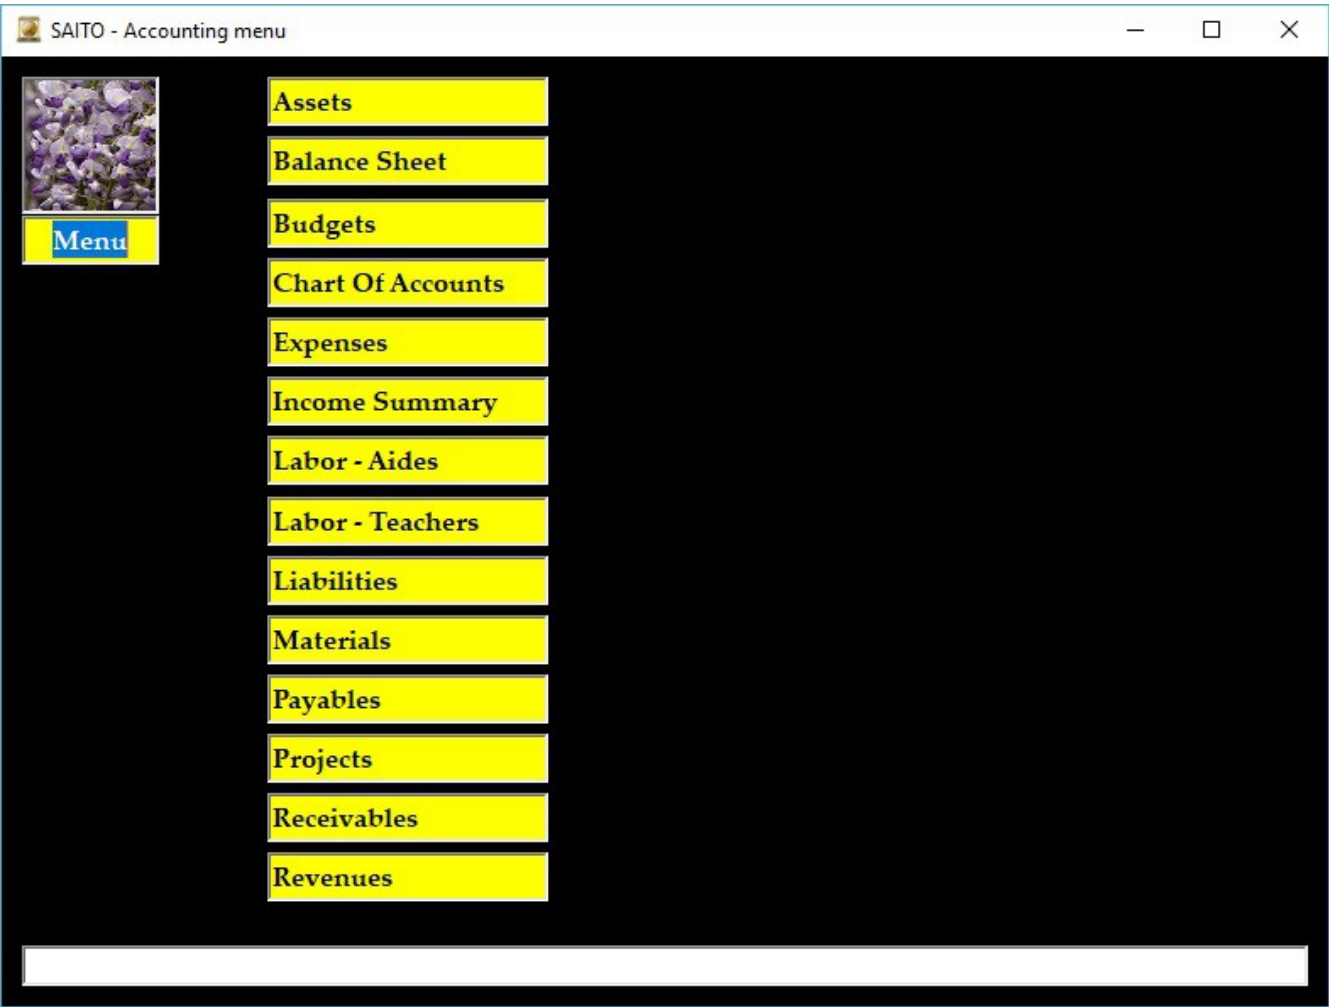 SAITO - Accounting menu
Menu
Assets
Balance Sheet
Budgets
Chart Of Accounts
Expenses
Income Summary
Labor - Aides
Labor - Teachers
Liabilities
Materials
Payables
Projects
Receivables
Revenues